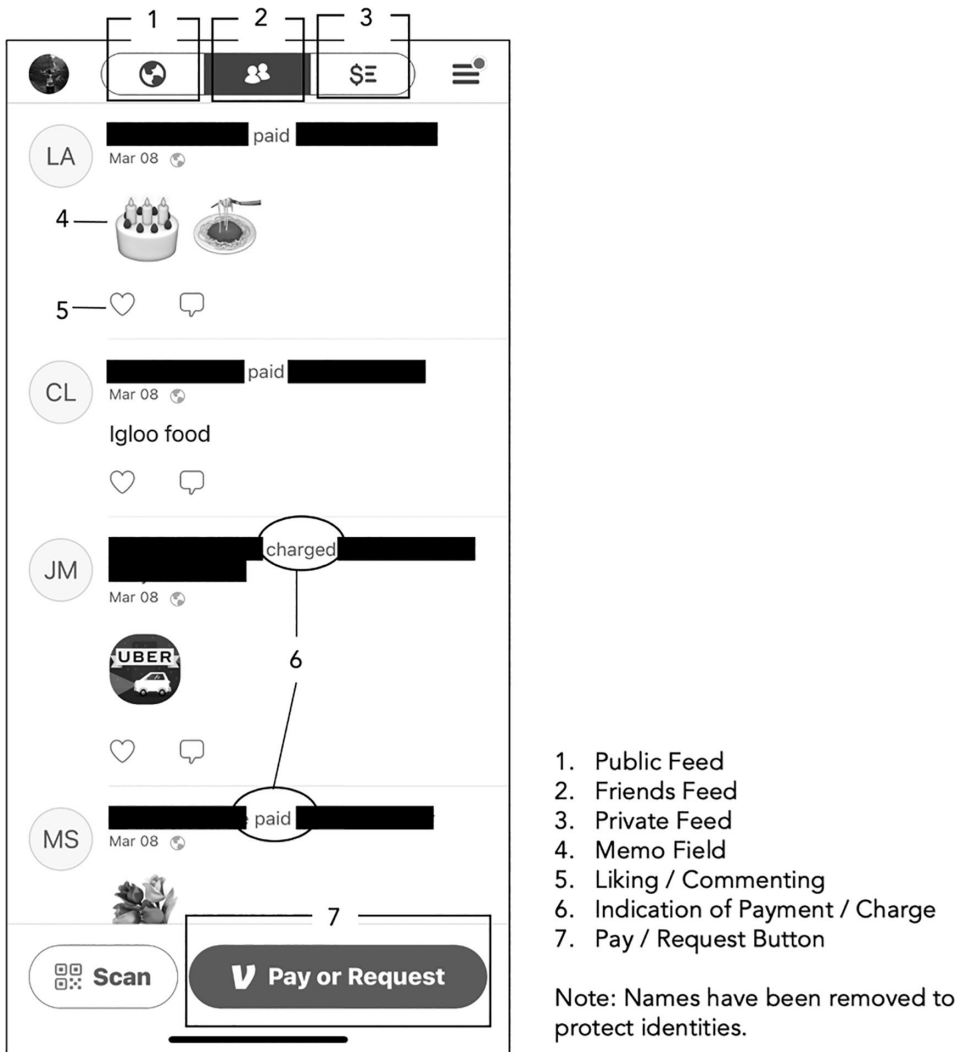 1 2 3
$
LA
paid
Mar 08
4
5
CL
paid
Mar 08
Igloo food
JM
charged
Mar 08
UBER
6
MS
paid
Mar 08
7
Scan
V Pay or Request
1. Public Feed
2. Friends Feed
3. Private Feed
4. Memo Field
5. Liking / Commenting
6. Indication of Payment / Charge
7. Pay / Request Button
Note: Names have been removed to
protect identities.